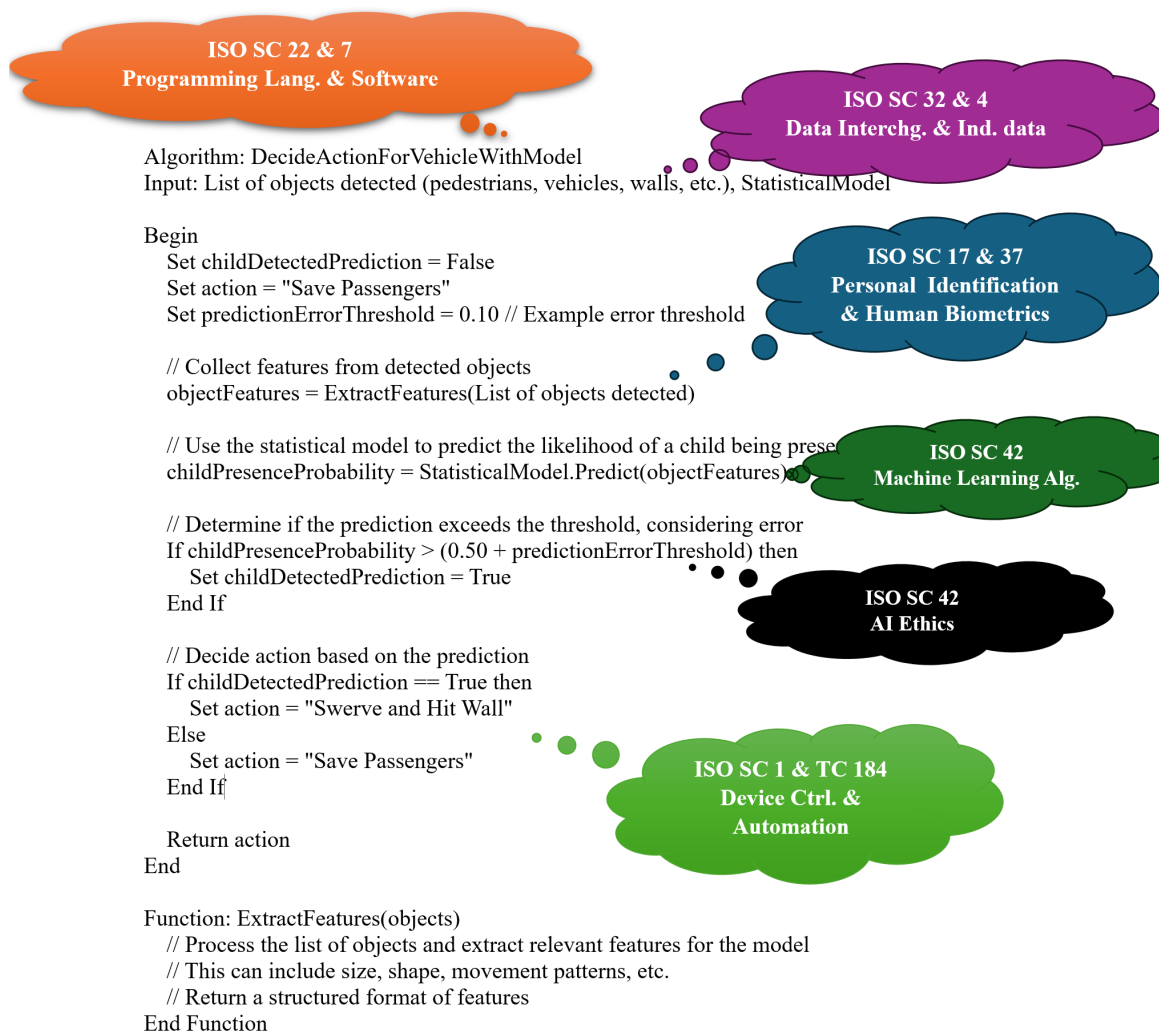 ISO SC 22 & 7
Programming Lang. & Software
ISO SC 32 & 4
Data Interchg. & Ind. data
Algorithm: DecideActionForVehicleWithModel
Input: List of objects detected (pedestrians, vehicles, walls, etc.), StatisticalModel
Begin
Set childDetectedPrediction = False
Set action = "Save Passengers"
Set predictionErrorThreshold = 0.10 // Example error threshold
ISO SC 17 & 37
Personal Identification
& Human Biometrics
// Collect features from detected objects
objectFeatures = ExtractFeatures(List of objects detected)
// Use the statistical model to predict the likelihood of a child being prese
childPresenceProbability = StatisticalModel.Predict(objectFeatures)
ISO SC 42
Machine Learning Alg.
// Determine if the prediction exceeds the threshold, considering error
If childPresenceProbability > (0.50 + predictionErrorThreshold) then
Set childDetectedPrediction = True
End If
ISO SC 42
AI Ethics
// Decide action based on the prediction
If childDetectedPrediction == True then
Set action = "Swerve and Hit Wall"
Else
Set action = "Save Passengers"
End If
ISO SC 1 & TC 184
Device Ctrl. &
Automation
Return action
End
Function: ExtractFeatures(objects)
// Process the list of objects and extract relevant features for the model
// This can include size, shape, movement patterns, etc.
// Return a structured format of features
End Function